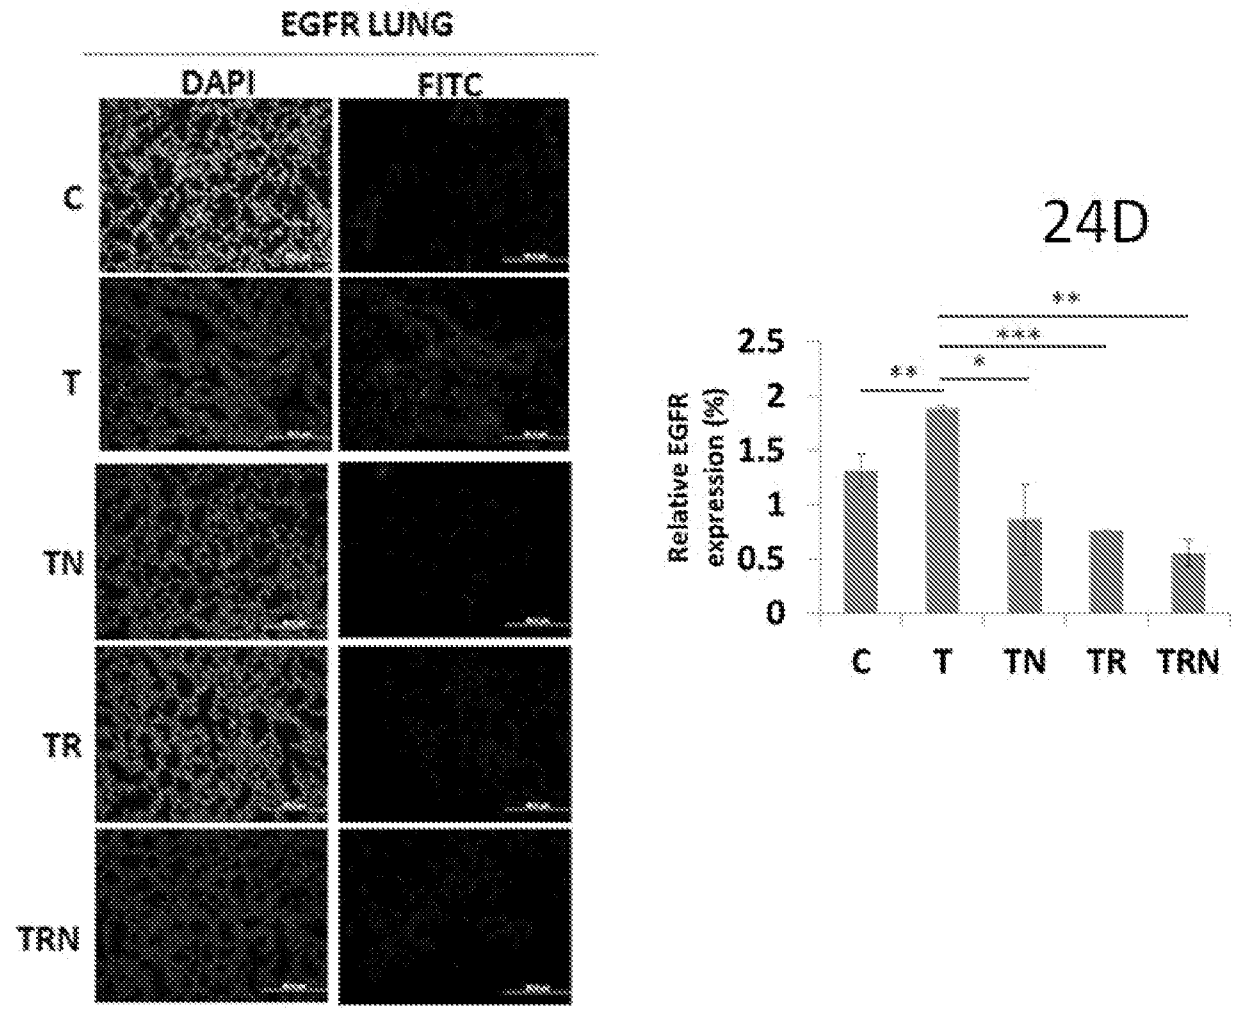 EGFR LUNG
DAPI
FITC
C
T
TN
TR
TRN
24D
**
***
*
**
Relative EGFR
expression (%)
2.5
2
1.5
1
0.5
0
C
T
TN
TR
TRN